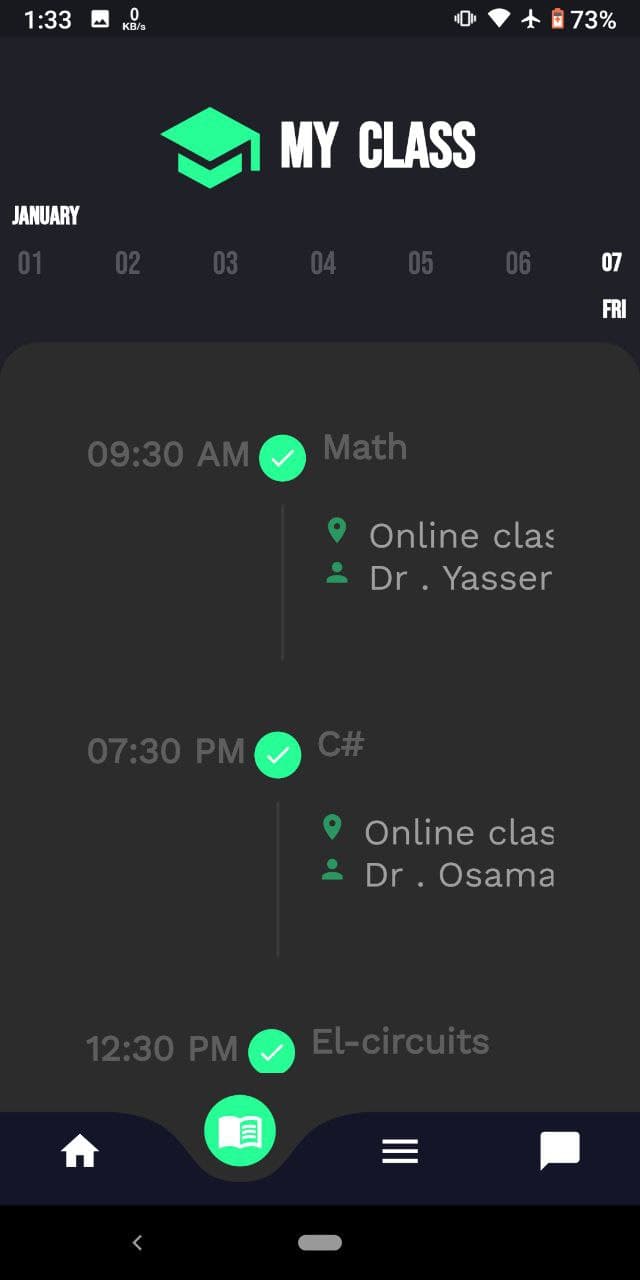 1:33 0 KB/s 73%
MY CLASS
JANUARY
01 02 03 04 05 06 07
FRI
09:30 AM Math
Online clas
Dr . Yasser
07:30 PM C#
Online clas
Dr . Osama
12:30 PM El-circuits